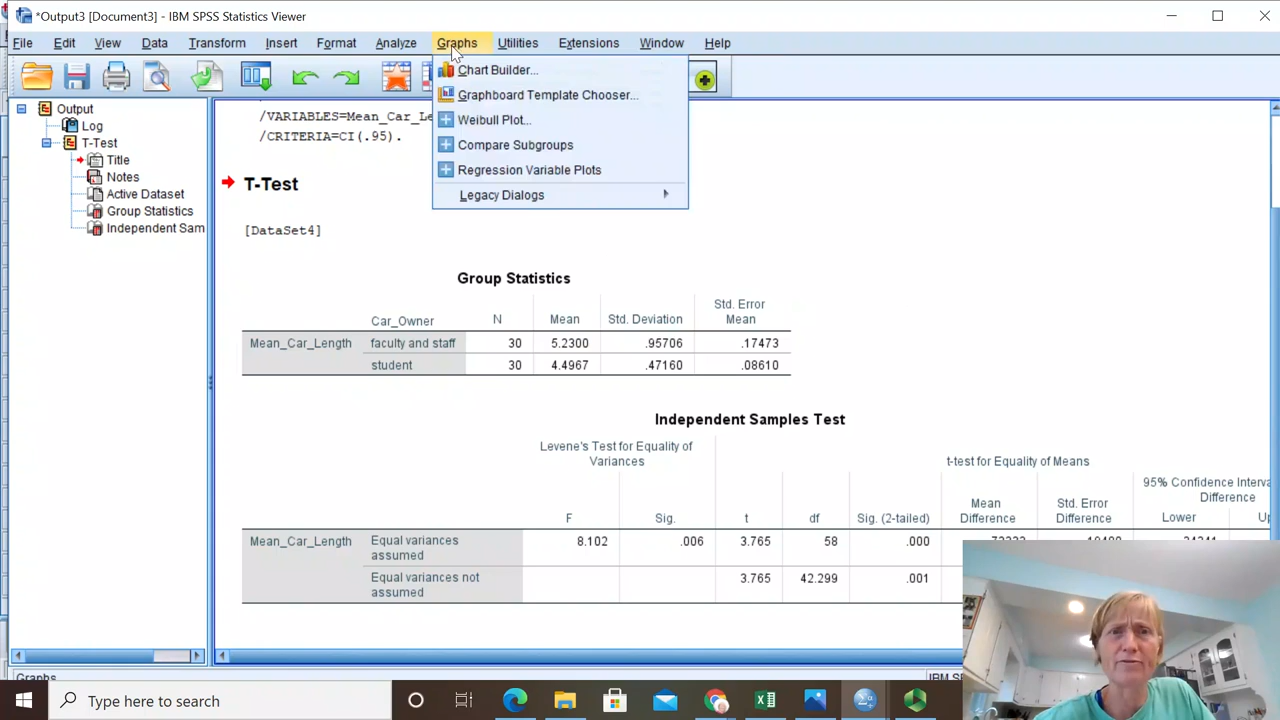 *Output3 [Document3] - IBM SPSS Statistics Viewer
File Edit View Data Transform Insert Format Analyze Graphs Utilities Extensions Window Help
Chart Builder...
Graphboard Template Chooser...
Weibull Plot...
Compare Subgroups
Regression Variable Plots
Legacy Dialogs
Output
Log
T-Test
Title
Notes
Active Dataset
Group Statistics
Independent Sam
/VARIABLES=Mean_Car_Le
/CRITERIA=CI(.95).
T-Test
[DataSet4]
Group Statistics
Car_Owner N Mean Std. Deviation Std. Error Mean
Mean_Car_Length faculty and staff 30 5.2300 .95706 .17473
student 30 4.4967 .47160 .08610
Independent Samples Test
Levene's Test for Equality of Variances
t-test for Equality of Means
95% Confidence Interva
Difference
F Sig. t df Sig. (2-tailed) Mean Difference Std. Error Difference Lower Up
Mean_Car_Length Equal variances assumed 8.102 .006 3.765 58 .000
Equal variances not assumed 3.765 42.299 .001
Graphs
Type here to search